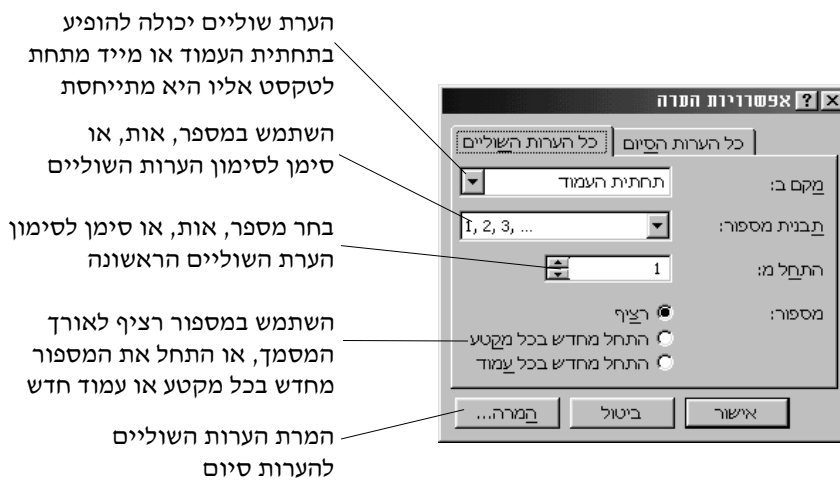 הערת שוליים יכולה להופיע
בתחתית העמוד או מייד מתחת
לטקסט אליו היא מתייחסת
השתמש במספר, אות, או
סימן לסימון הערות השוליים
בחר מספר, אות, או סימן לסימון
הערת השוליים הראשונה
השתמש במספור רציף לאורך
המסמך, או התחל את המספור
מחדש בכל מקטע או עמוד חדש
המרת הערות השוליים
להערות סיום
אפשרויות הערה
כל הערות השוליים
כל הערות הסיום
מקם ב:
תחתית העמוד
תבנית מספור:
1, 2, 3, ...
התחל מ:
1
מספור:
רציף
התחל מחדש בכל מקטע
התחל מחדש בכל עמוד
אישור
ביטול
המרה...